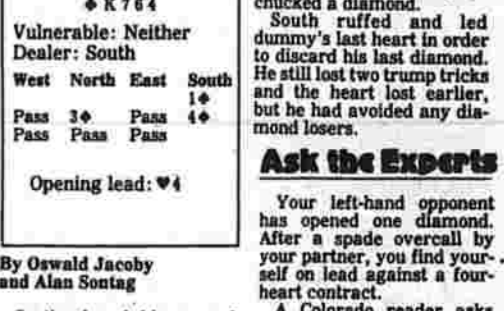 ♠ K 7 6 4
Vulnerable: Neither
Dealer: South
West North East South
1♠
Pass 3♠ Pass 4♠
Pass Pass Pass
Opening lead: ♥4
By Oswald Jacoby
and Alan Sontag
chucked a diamond.
South ruffed and led
dummy's last heart in order
to discard his last diamond.
He still lost two trump tricks
and the heart lost earlier,
but he had avoided any dia-
mond losers.
Ask the Experts
Your left-hand opponent
has opened one diamond.
After a spade overcall by
your partner, you find your-
self on lead against a four-
heart contract.
A Colorado reader asks